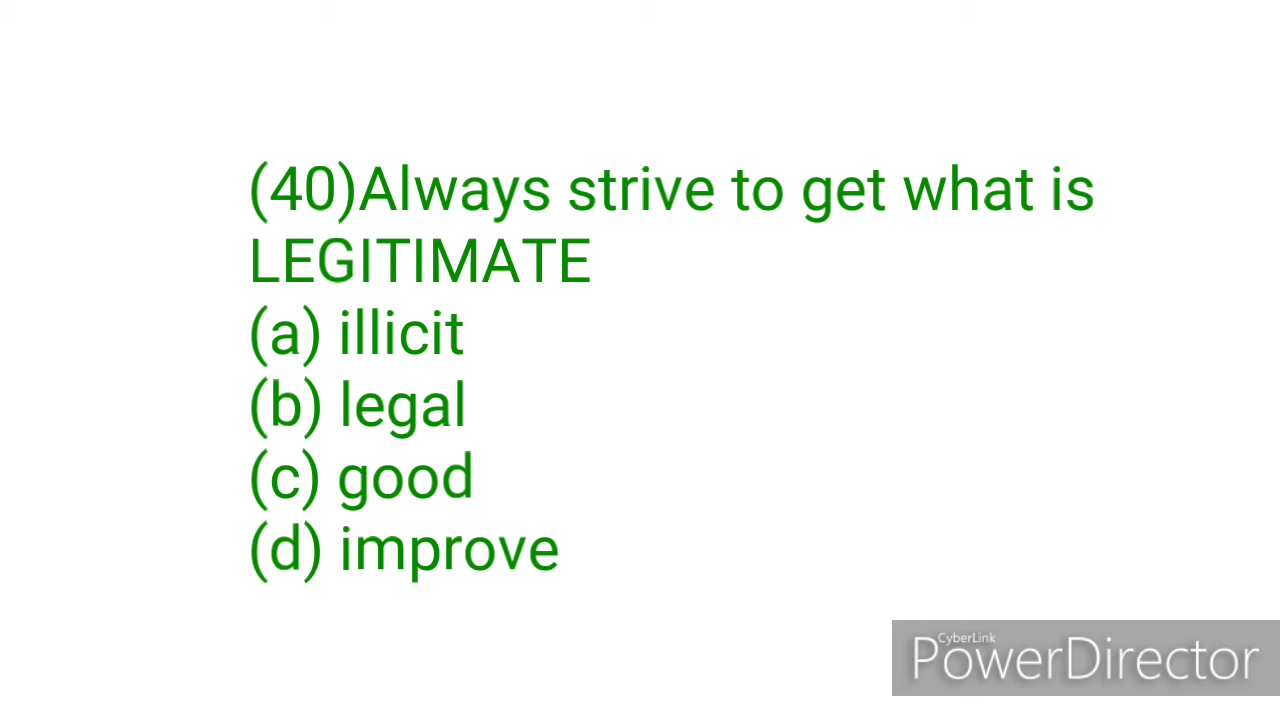 (40)Always strive to get what is
LEGITIMATE
(a) illicit
(b) legal
(c) good
(d) improve
CyberLink
PowerDirector